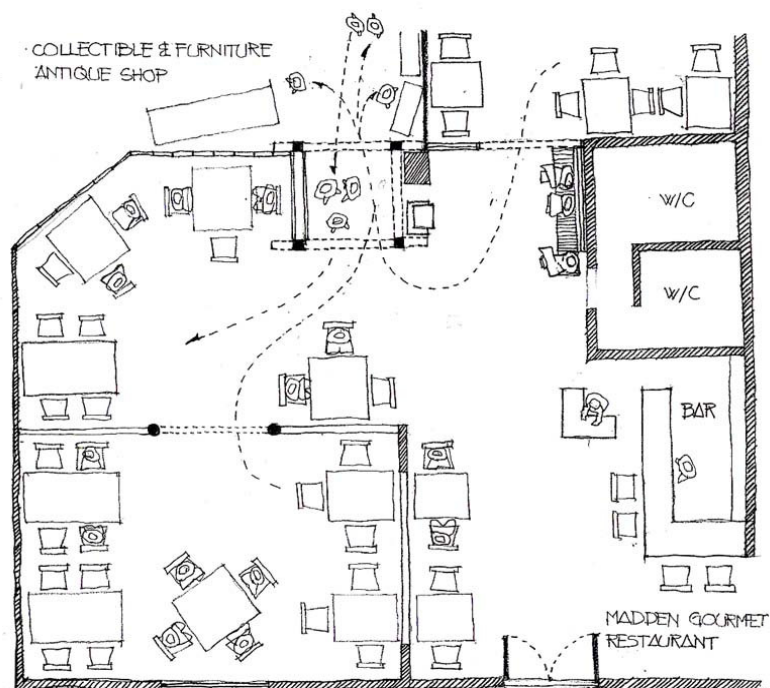 COLLECTIBLE & FURNITURE
ANTIQUE SHOP
W/C
W/C
BAR
MADDEN GOURMET
RESTAURANT